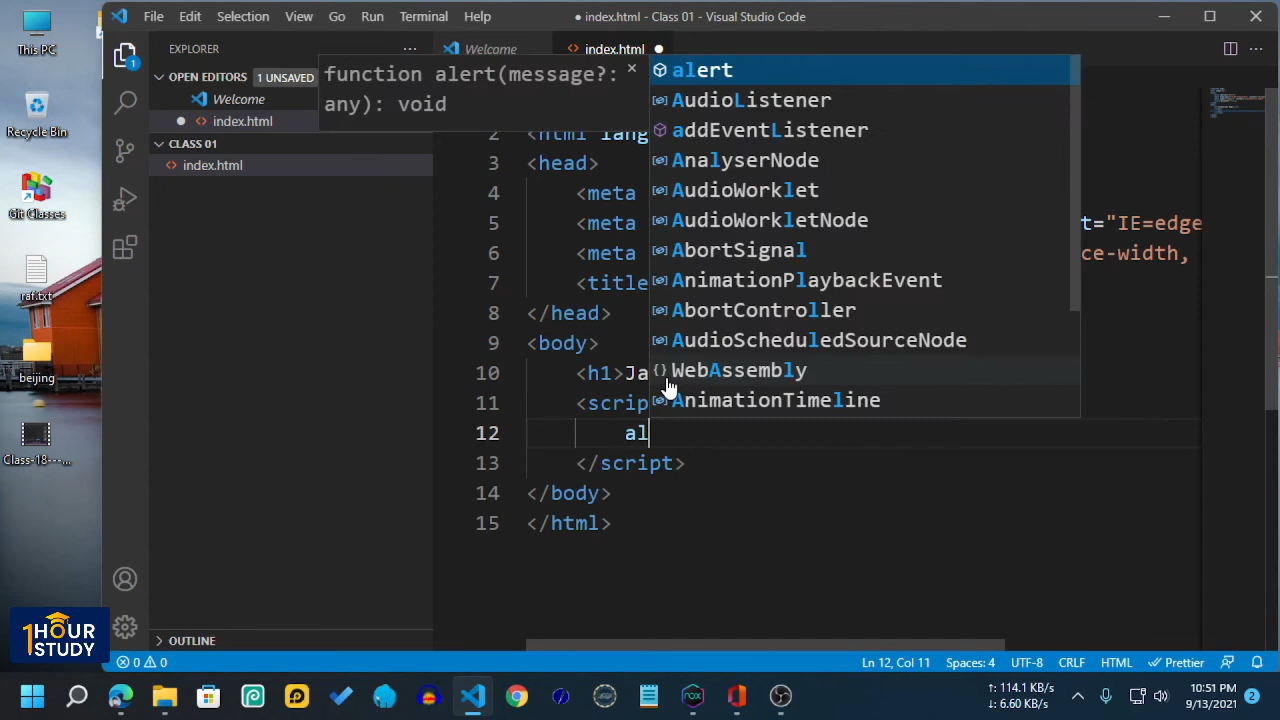 This PC
Recycle Bin
Git Classes
raf.txt
beijing
Class-18---...
1HOUR
STUDY
File Edit Selection View Go Run Terminal Help
● index.html - Class 01 - Visual Studio Code
EXPLORER
Welcome
index.html
OPEN EDITORS
1 UNSAVED
Welcome
index.html
CLASS 01
index.html
OUTLINE
function alert(message?:
any): void
alert
AudioListener
addEventListener
AnalyserNode
AudioWorklet
AudioWorkletNode
AbortSignal
AnimationPlaybackEvent
AbortController
AudioScheduledSourceNode
{} WebAssembly
AnimationTimeline
2 <html lang
3 <head>
4 <meta
5 <meta t="IE=edge
6 <meta ce-width,
7 <title
8 </head>
9 <body>
10 <h1>Ja
11 <scrip
12 al
13 </script>
14 </body>
15 </html>
0 0
Ln 12, Col 11 Spaces: 4 UTF-8 CRLF HTML Prettier
1
↑: 114.1 KB/s
↓: 6.60 KB/s
10:51 PM
9/13/2021
2